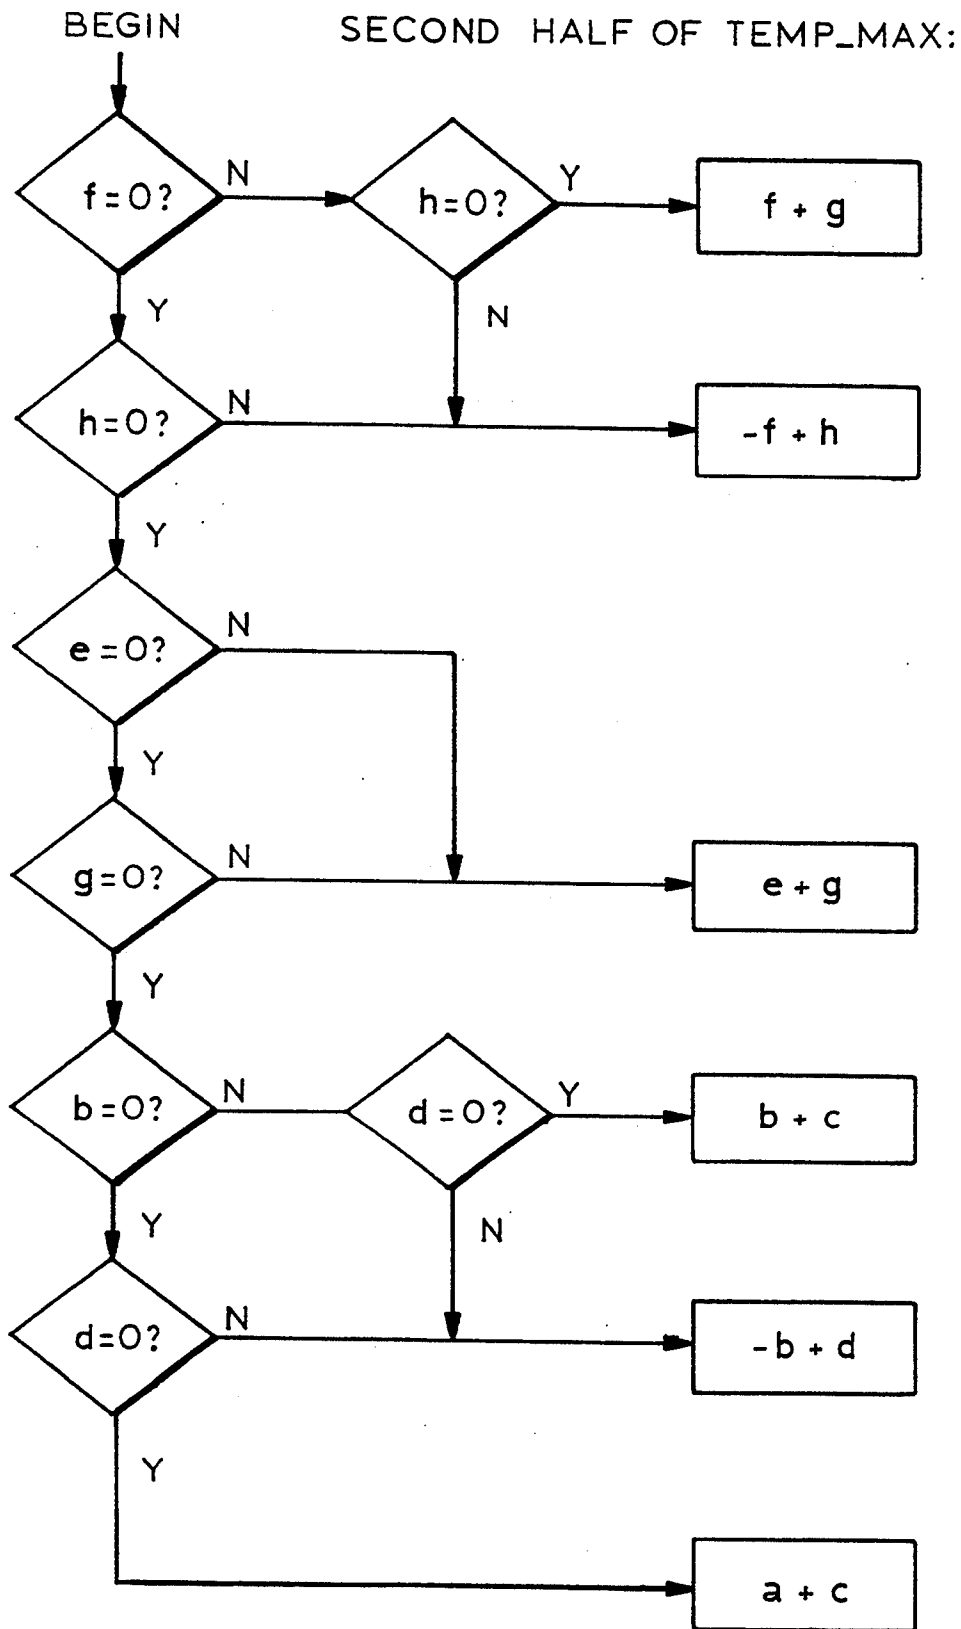 BEGIN
SECOND HALF OF TEMP_MAX:
f=0?
N
h=0?
Y
f + g
Y
N
h=0?
N
-f + h
Y
e=0?
N
Y
g=0?
N
e + g
Y
b=0?
N
d=0?
Y
b + c
Y
N
d=0?
N
-b + d
Y
a + c